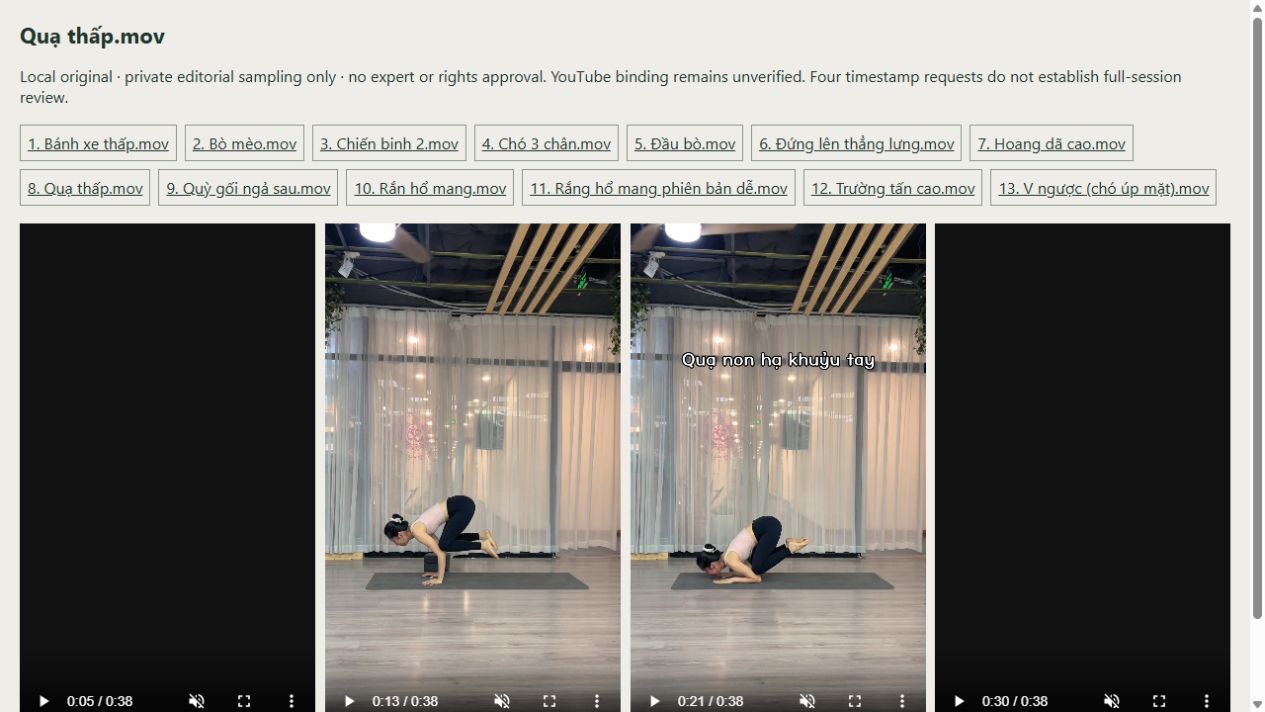 Quạ thấp.mov
Local original · private editorial sampling only · no expert or rights approval. YouTube binding remains unverified. Four timestamp requests do not establish full-session
review.
1. Bánh xe thấp.mov
2. Bò mèo.mov
3. Chiến binh 2.mov
4. Chó 3 chân.mov
5. Đầu bò.mov
6. Đứng lên thẳng lưng.mov
7. Hoang dã cao.mov
8. Quạ thấp.mov
9. Quỳ gối ngả sau.mov
10. Rắn hổ mang.mov
11. Rắng hổ mang phiên bản dễ.mov
12. Trường tấn cao.mov
13. V ngược (chó úp mặt).mov
Quạ non hạ khuỷu tay
0:05 / 0:38
0:13 / 0:38
0:21 / 0:38
0:30 / 0:38